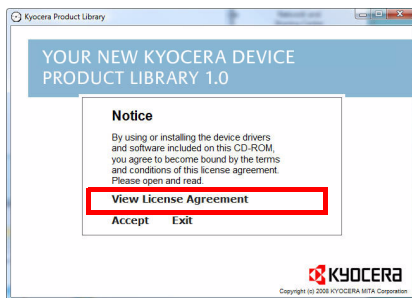 Kyocera Product Library
YOUR NEW KYOCERA DEVICE
PRODUCT LIBRARY 1.0
Notice
By using or installing the device drivers
and software included on this CD-ROM,
you agree to become bound by the terms
and conditions of this license agreement.
Please open and read.
View License Agreement
Accept Exit
KYOCERA
Copyright (c) 2008 KYOCERA MITA Corporation